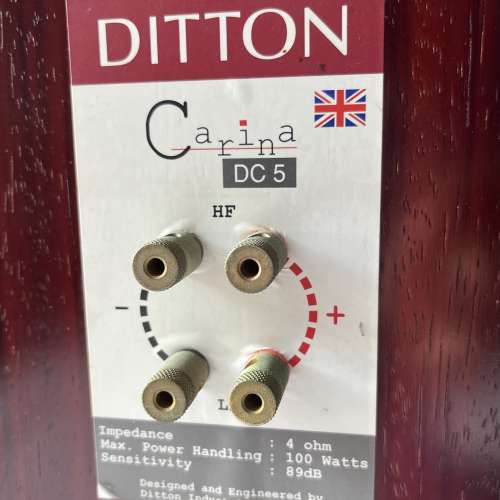 DITTON
Carina
DC 5
HF
-
+
L
Impedance : 4 ohm
Max. Power Handling : 100 Watts
Sensitivity : 89dB
Designed and Engineered by
Ditton